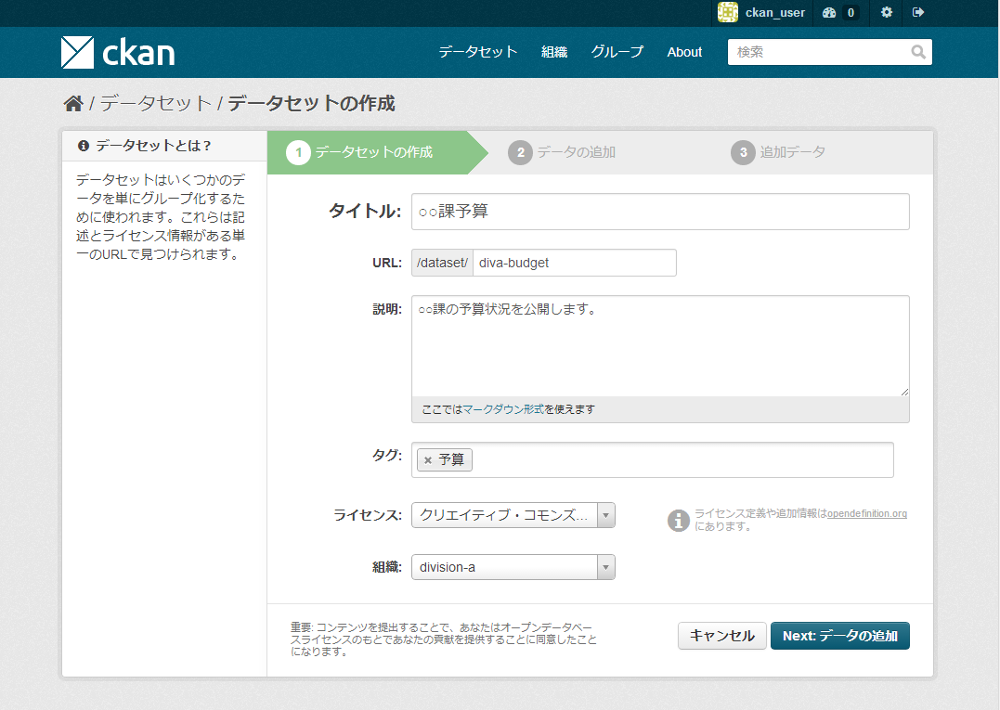 ckan_user 0
ckan
データセット 組織 グループ About 検索
/ データセット / データセットの作成
データセットとは？
データセットはいくつかのデ
ータを単にグループ化するた
めに使われます。これらは記
述とライセンス情報がある単
一のURLで見つけられます。
1 データセットの作成 2 データの追加 3 追加データ
タイトル: ○○課予算
URL: /dataset/ diva-budget
説明: ○○課の予算状況を公開します。
ここではマークダウン形式を使えます
タグ: × 予算
ライセンス: クリエイティブ・コモンズ...
ライセンス定義や追加情報はopendefinition.org
にあります。
組織: division-a
重要: コンテンツを提出することで、あなたはオープンデータベー
スライセンスのもとであなたの貢献を提供することに同意したこと
になります。
キャンセル Next: データの追加